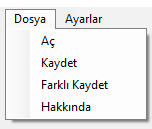 Dosya Ayarlar
Aç
Kaydet
Farklı Kaydet
Hakkında